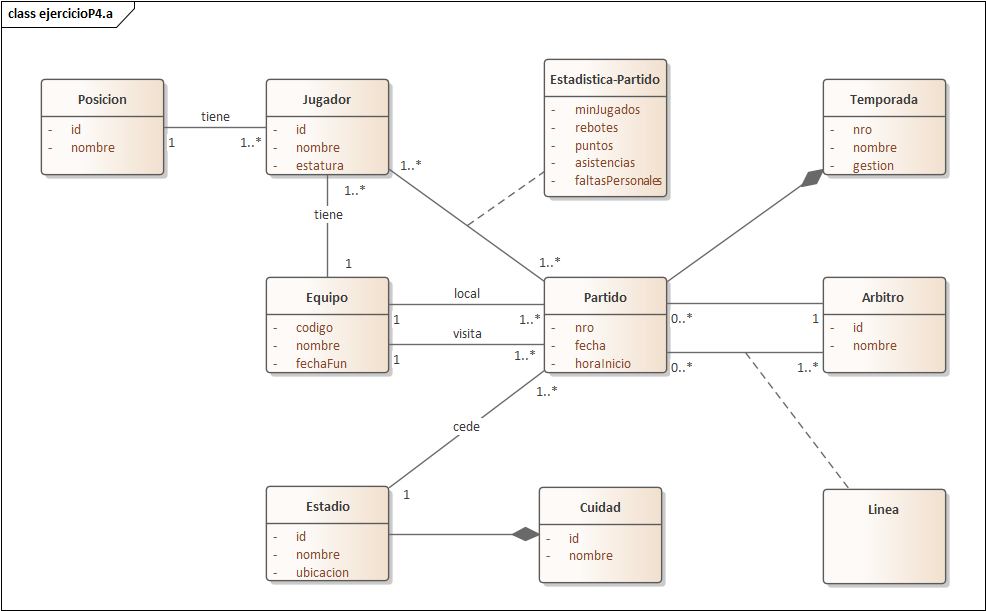 class ejercicioP4.a
Posicion
- id
- nombre
tiene
1
1..*
Jugador
- id
- nombre
- estatura
1..*
1..*
tiene
1
Estadistica-Partido
- minJugados
- rebotes
- puntos
- asistencias
- faltasPersonales
Temporada
- nro
- nombre
- gestion
1..*
Equipo
- codigo
- nombre
- fechaFun
local
1
1..*
visita
1
1..*
Partido
- nro
- fecha
- horaInicio
0..*
1
0..*
1..*
Arbitro
- id
- nombre
1..*
cede
1
Estadio
- id
- nombre
- ubicacion
Cuidad
- id
- nombre
Linea